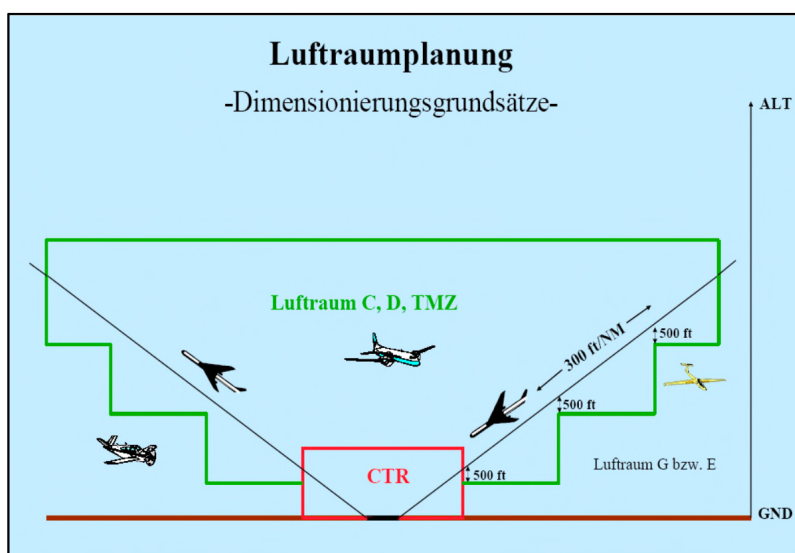 Luftraumplanung
-Dimensionierungsgrundsätze-
ALT
Luftraum C, D, TMZ
300 ft/NM
500 ft
500 ft
Luftraum G bzw. E
500 ft
CTR
GND